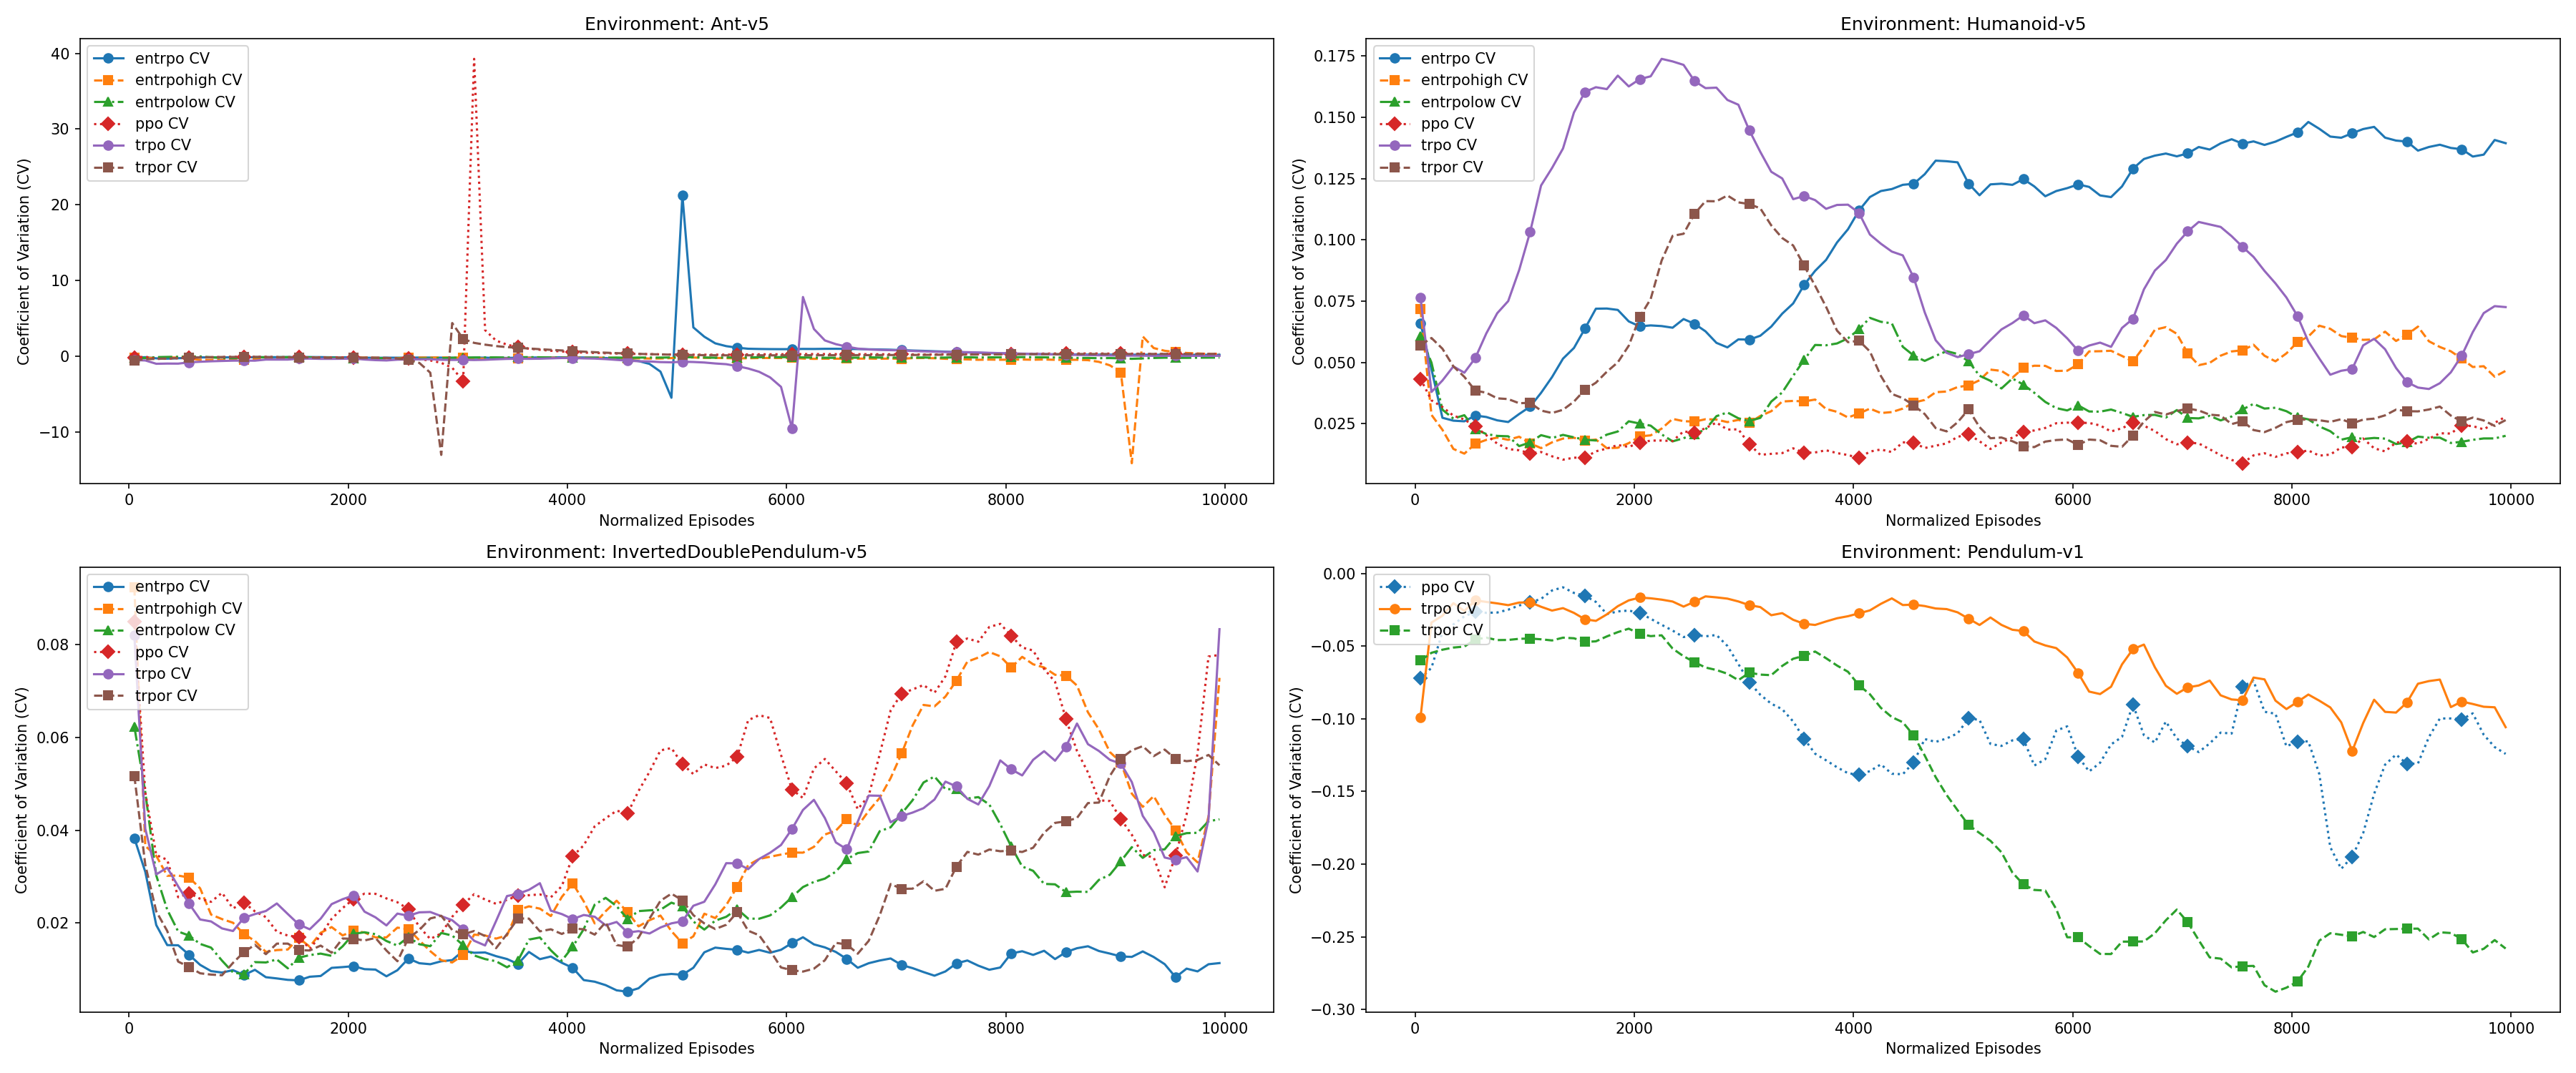 Environment: Ant-v5
Coefficient of Variation (CV)
40
30
20
10
0
−10
entrpo CV
entrpohigh CV
entrpolow CV
ppo CV
trpo CV
trpor CV
0 2000 4000 6000 8000 10000
Normalized Episodes
Environment: Humanoid-v5
Coefficient of Variation (CV)
0.175
0.150
0.125
0.100
0.075
0.050
0.025
entrpo CV
entrpohigh CV
entrpolow CV
ppo CV
trpo CV
trpor CV
0 2000 4000 6000 8000 10000
Normalized Episodes
Environment: InvertedDoublePendulum-v5
Coefficient of Variation (CV)
0.08
0.06
0.04
0.02
entrpo CV
entrpohigh CV
entrpolow CV
ppo CV
trpo CV
trpor CV
0 2000 4000 6000 8000 10000
Normalized Episodes
Environment: Pendulum-v1
Coefficient of Variation (CV)
0.00
−0.05
−0.10
−0.15
−0.20
−0.25
−0.30
ppo CV
trpo CV
trpor CV
0 2000 4000 6000 8000 10000
Normalized Episodes